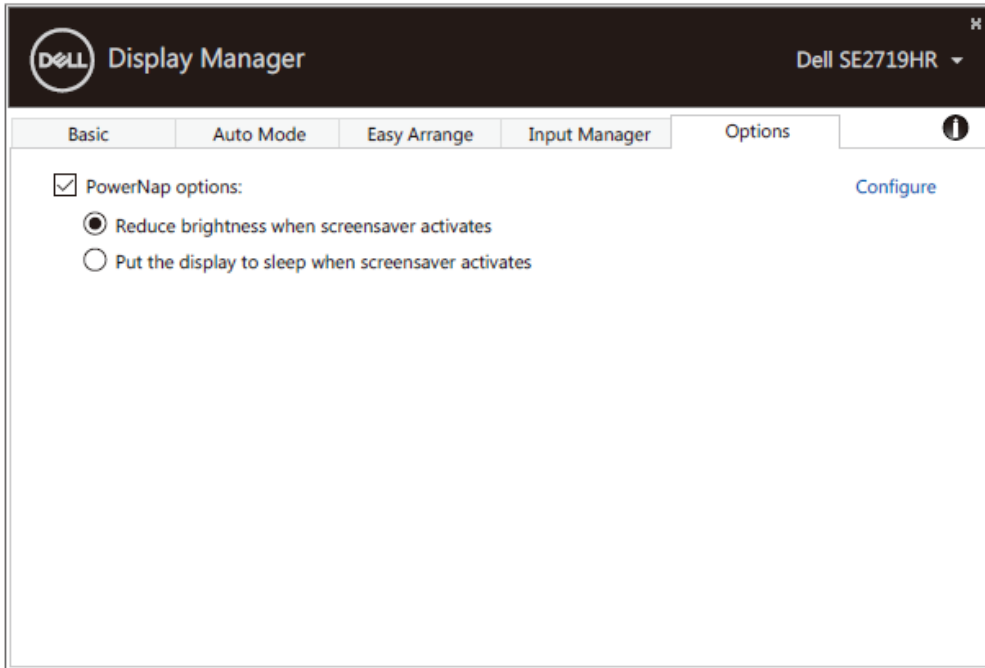 DELL Display Manager
Dell SE2719HR
Basic Auto Mode Easy Arrange Input Manager Options
PowerNap options: Configure
Reduce brightness when screensaver activates
Put the display to sleep when screensaver activates